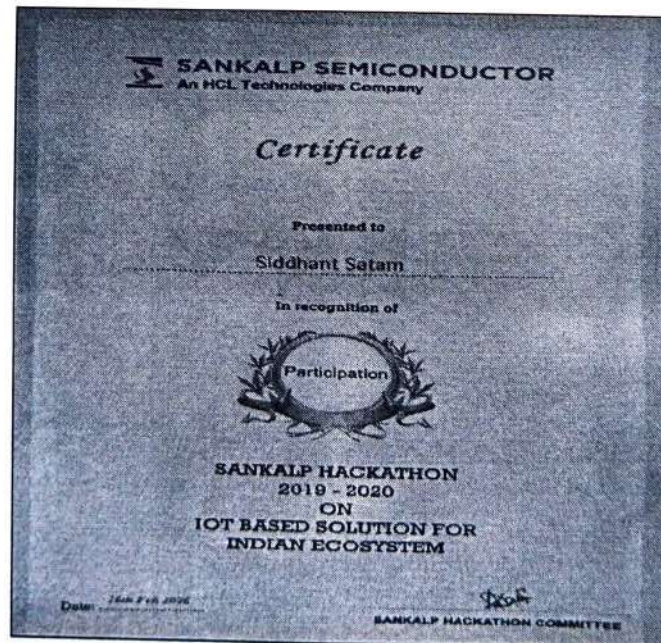 SANKALP SEMICONDUCTOR
An HCL Technologies Company
Certificate
Presented to
Siddhant Satam
In recognition of
Participation
SANKALP HACKATHON
2019 - 2020
ON
IOT BASED SOLUTION FOR
INDIAN ECOSYSTEM
Date: Feb
SANKALP HACKATHON COMMITTEE